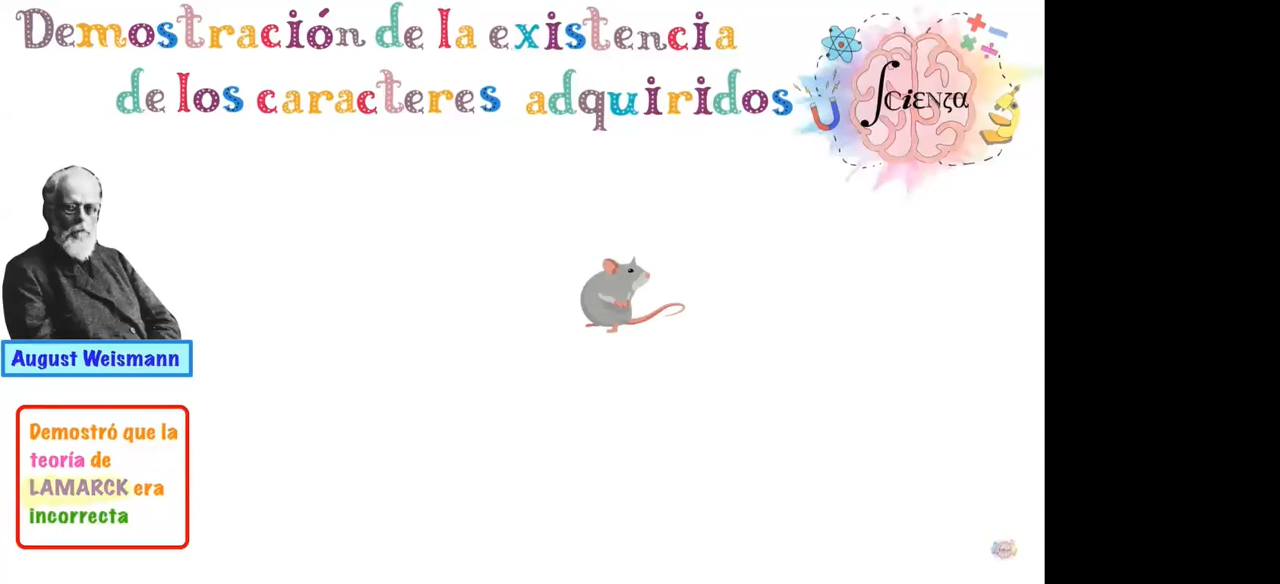 Demostración de la existencia
de los caracteres adquiridos
∫CiENζα
August Weismann
Demostró que la
teoría de
LAMARCK era
incorrecta